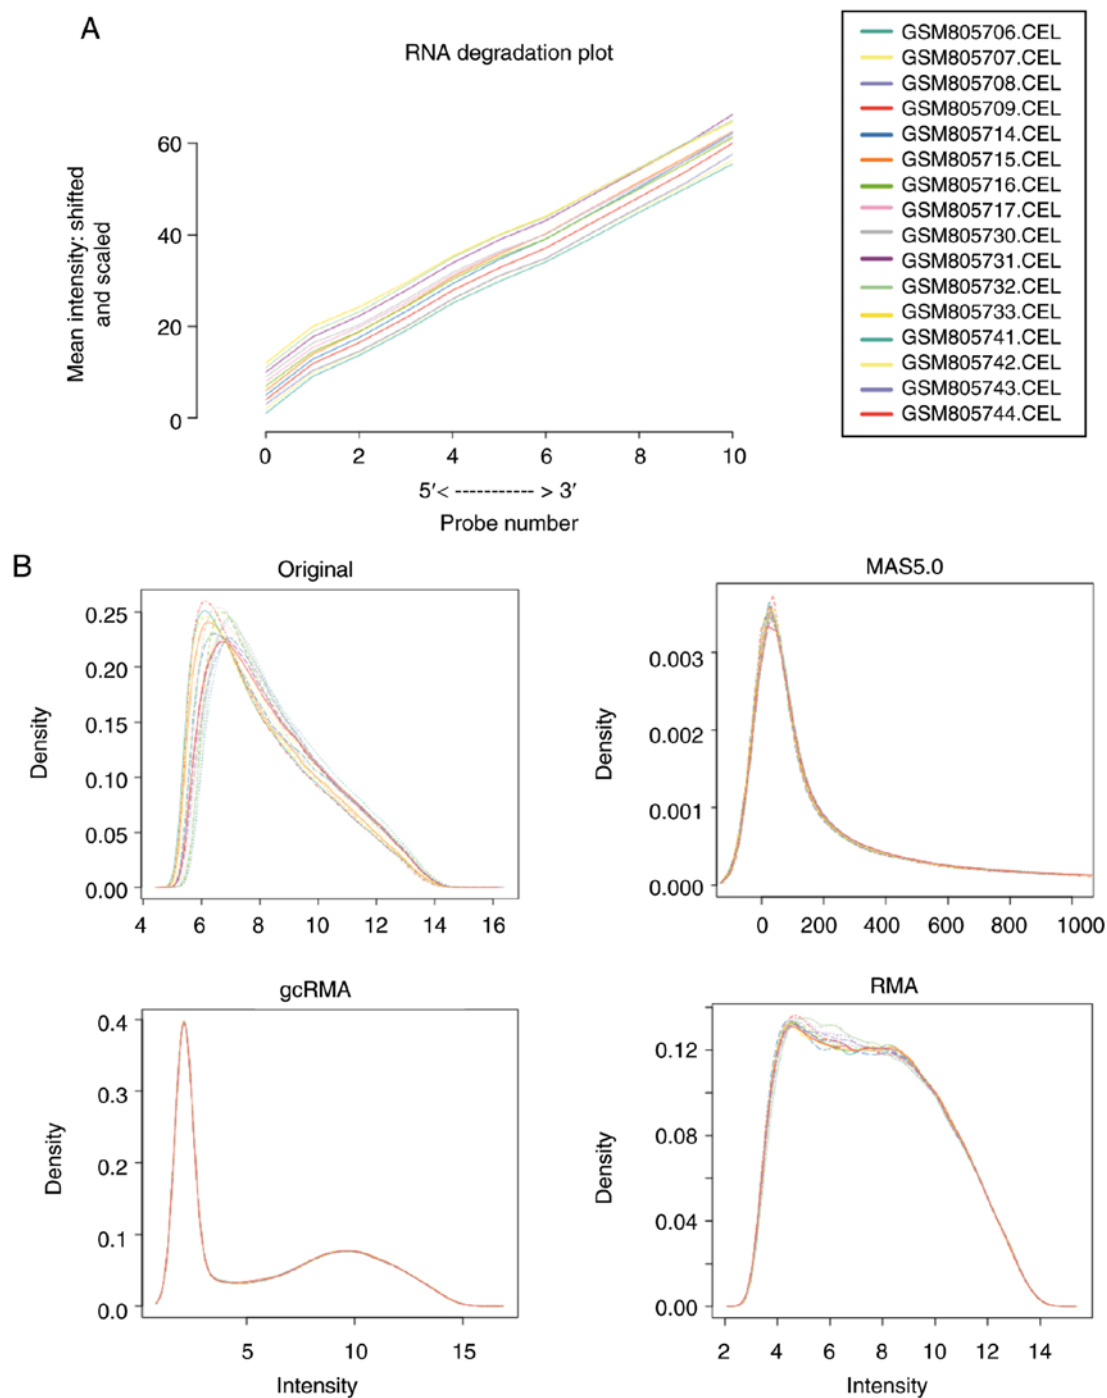 A
RNA degradation plot
Mean intensity: shifted
and scaled
60
40
20
0
0 2 4 6 8 10
5′< ----------- > 3′
Probe number
GSM805706.CEL
GSM805707.CEL
GSM805708.CEL
GSM805709.CEL
GSM805714.CEL
GSM805715.CEL
GSM805716.CEL
GSM805717.CEL
GSM805730.CEL
GSM805731.CEL
GSM805732.CEL
GSM805733.CEL
GSM805741.CEL
GSM805742.CEL
GSM805743.CEL
GSM805744.CEL
B
Original
Density
0.25
0.20
0.15
0.10
0.05
0.00
4 6 8 10 12 14 16
MAS5.0
Density
0.003
0.002
0.001
0.000
0 200 400 600 800 1000
gcRMA
Density
0.4
0.3
0.2
0.1
0.0
5 10 15
Intensity
RMA
Density
0.12
0.08
0.04
0.00
2 4 6 8 10 12 14
Intensity